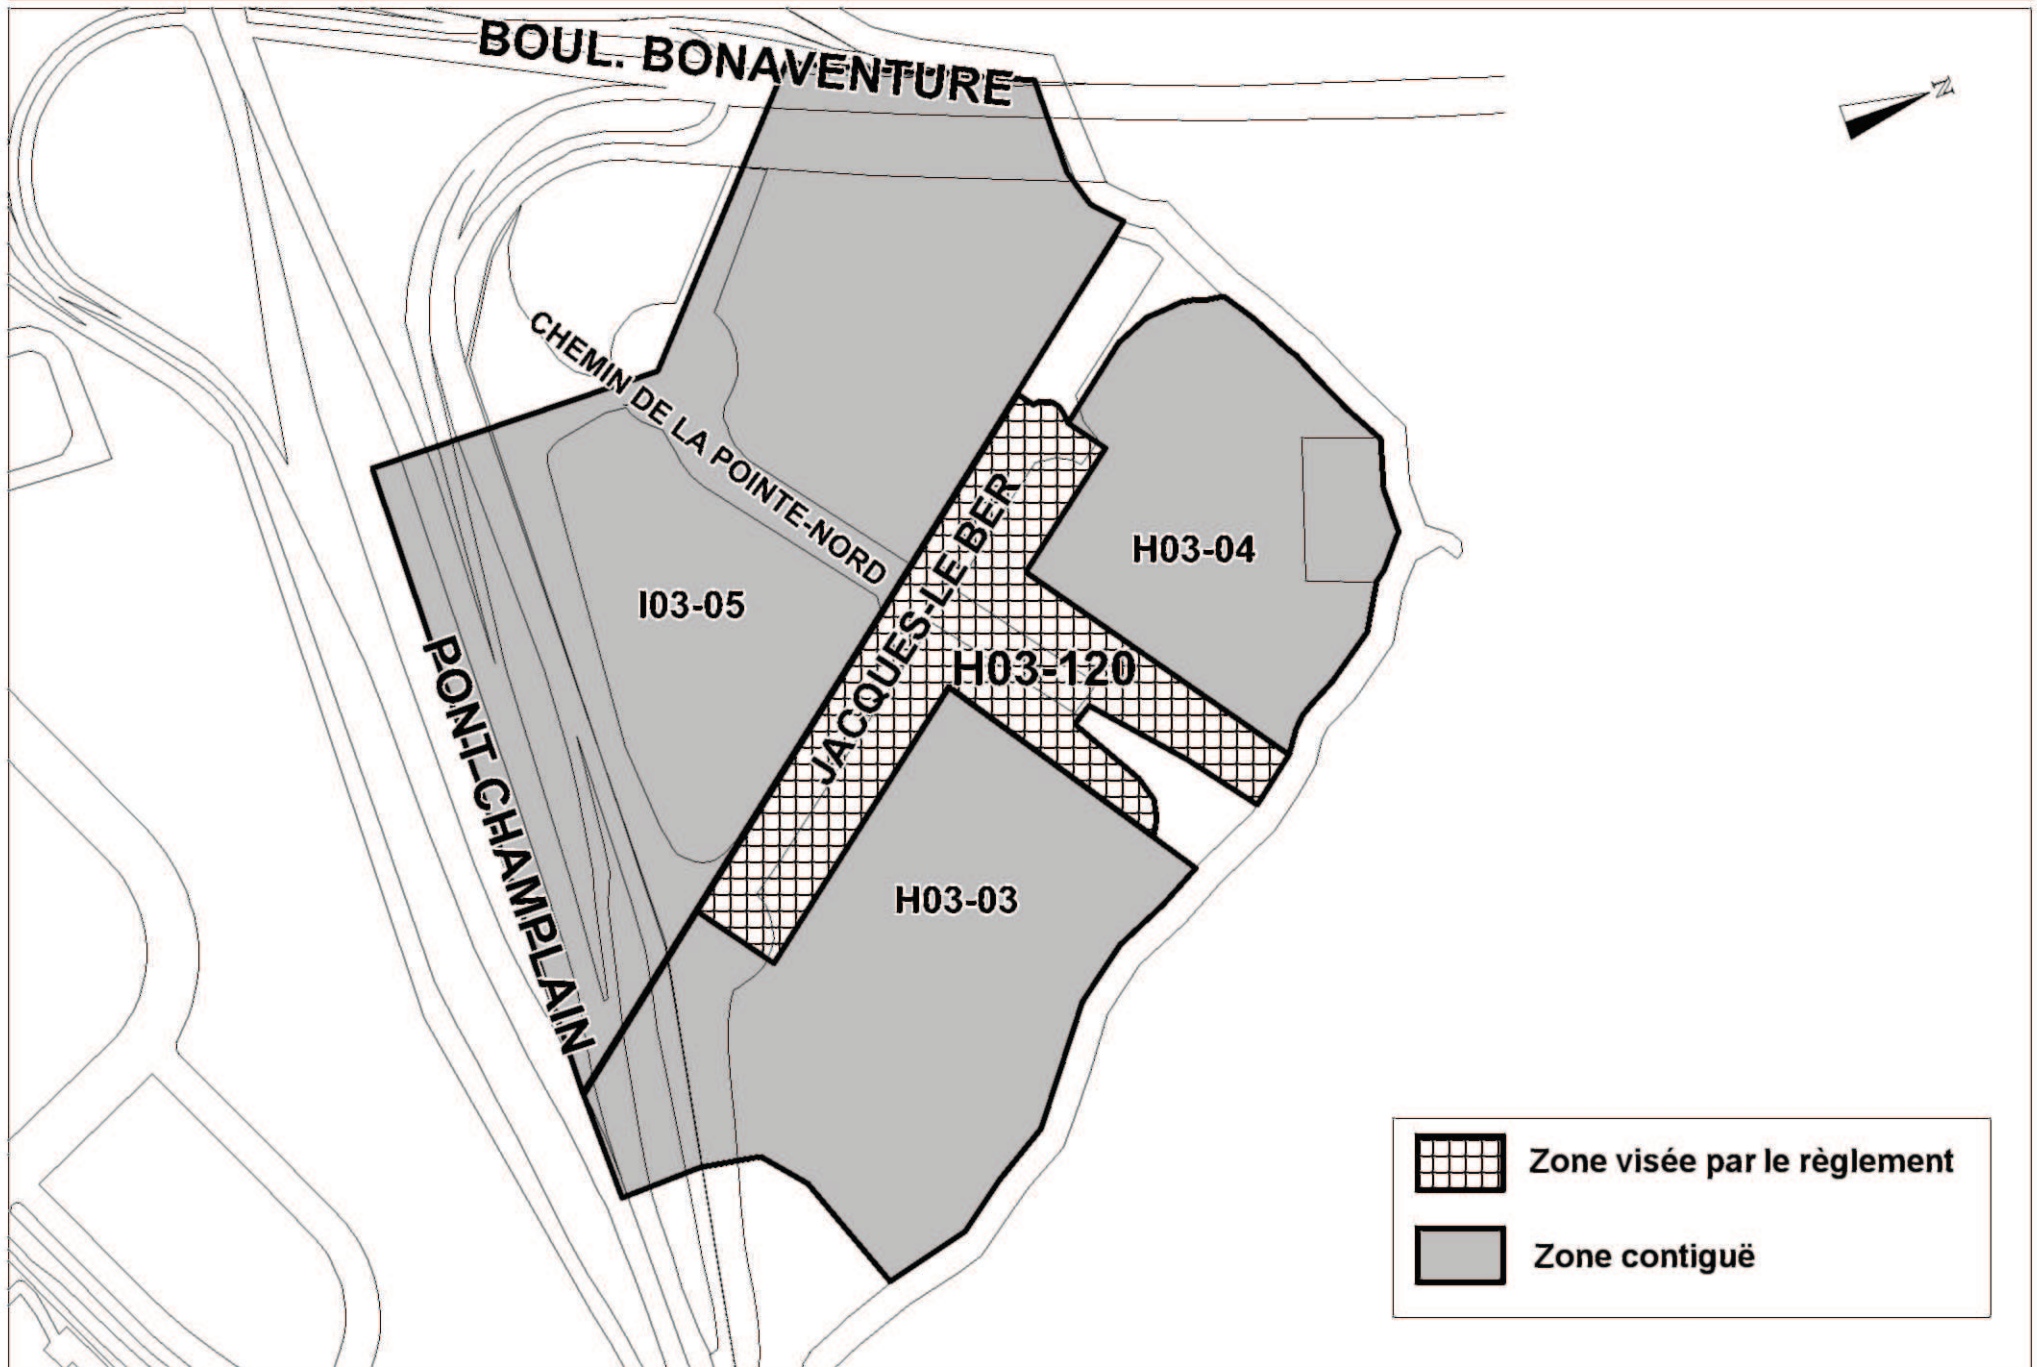 BOUL. BONAVENTURE
N
CHEMIN DE LA POINTE-NORD
H03-04
I03-05
JACQUES-LE BER
H03-120
PONT-CHAMPLAIN
H03-03
Zone visée par le règlement
Zone contiguë